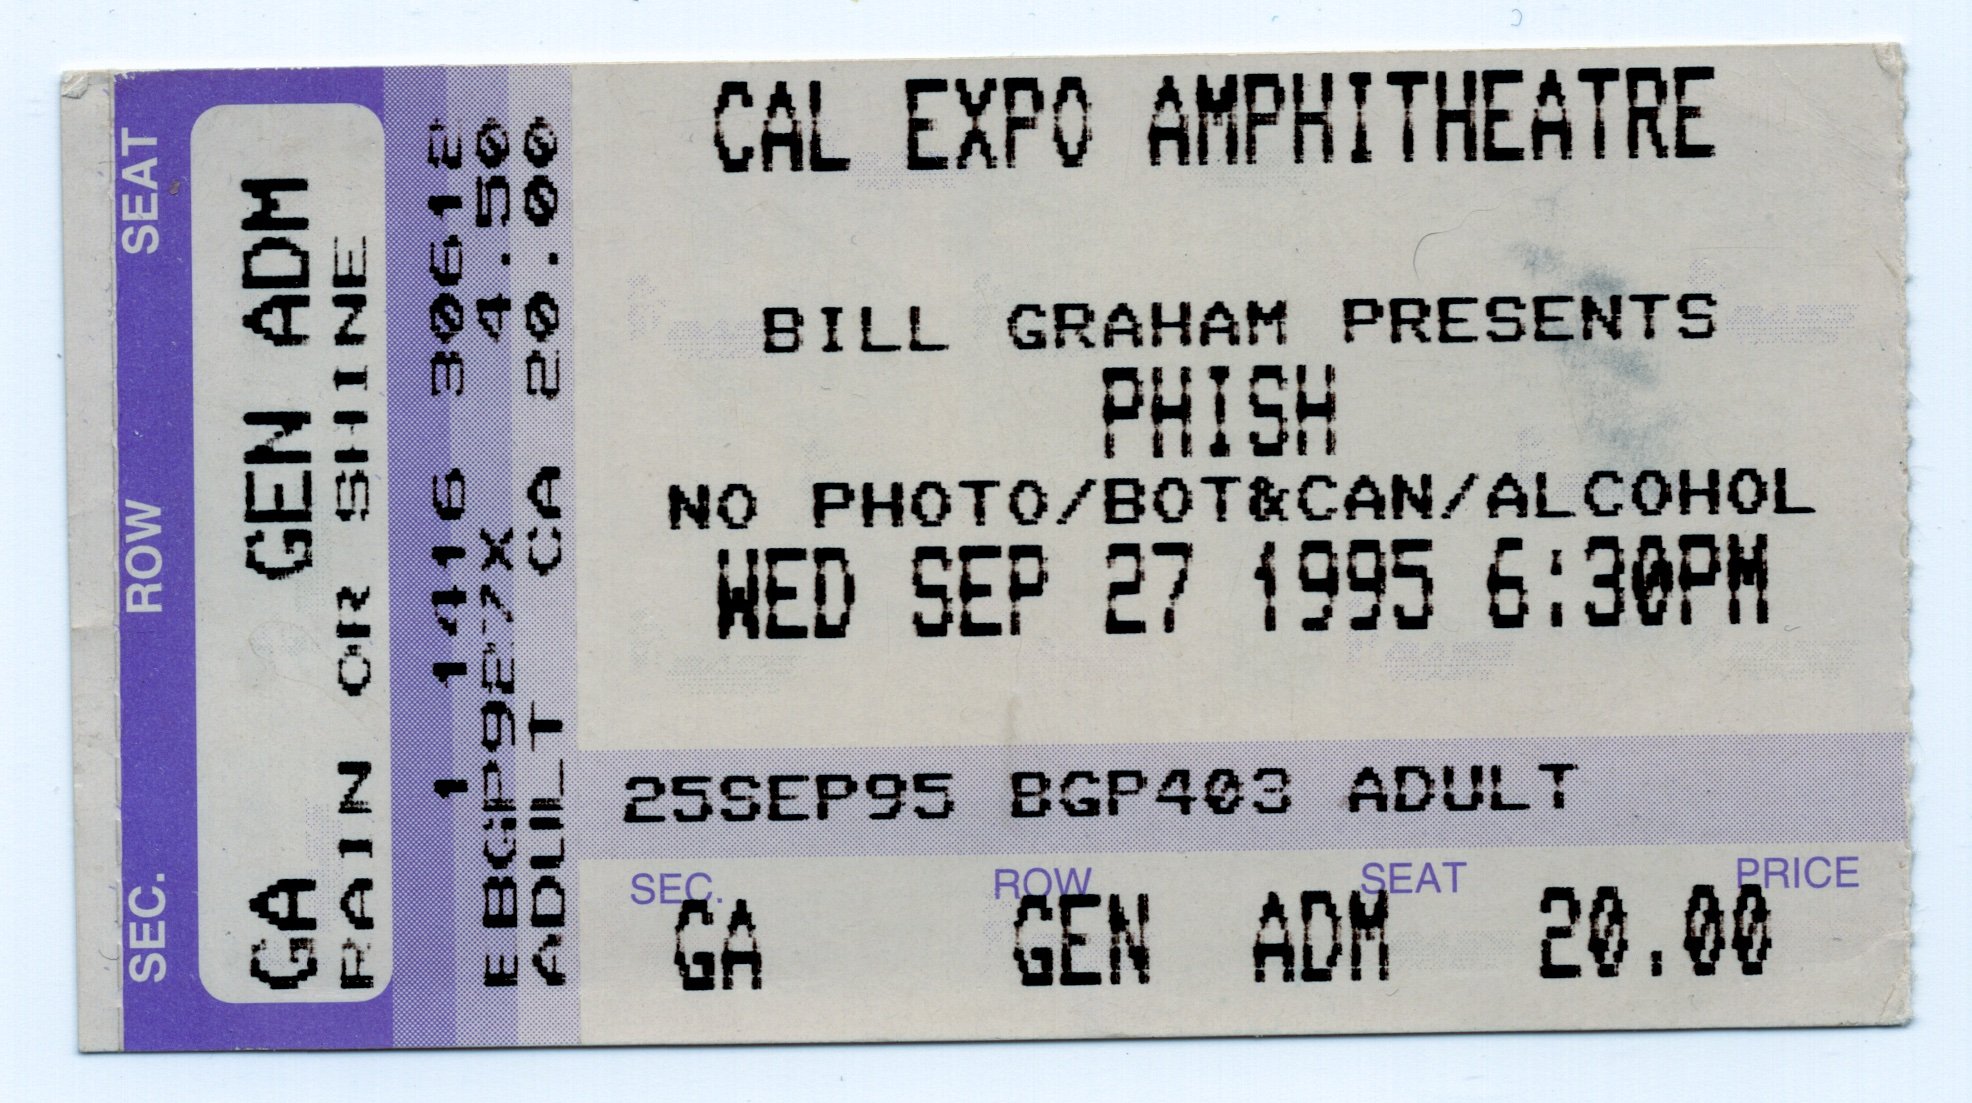 SEC. ROW SEAT
GA GEN ADM
RAIN OR SHINE
1 1416 30612
EBGP927X 4.50
ADULT CA 20.00
CAL EXPO AMPHITHEATRE
BILL GRAHAM PRESENTS
PHISH
NO PHOTO/BOT&CAN/ALCOHOL
WED SEP 27 1995 6:30PM
25SEP95 BGP403 ADULT
SEC. ROW SEAT PRICE
GA GEN ADM 20.00